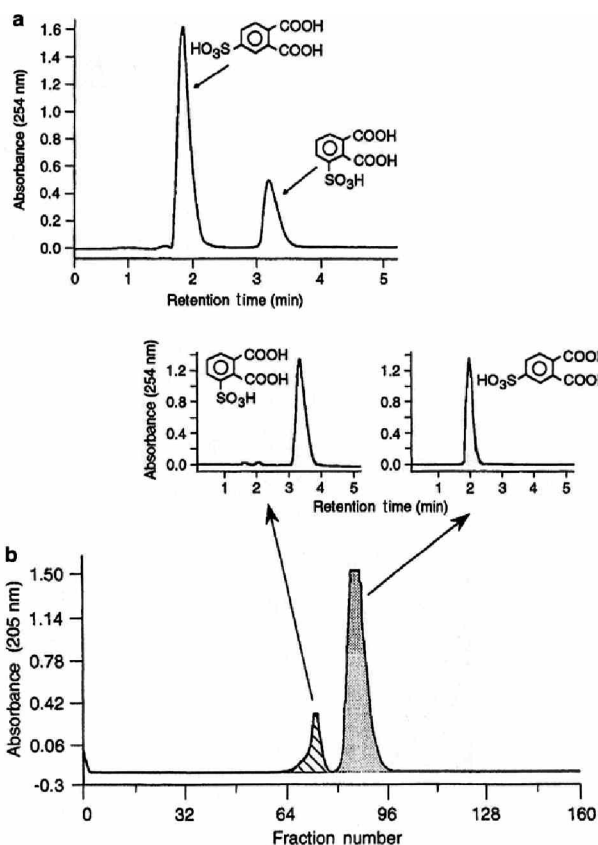 a
Absorbance (254 nm)
1.6
1.4
1.2
1.0
0.8
0.6
0.4
0.2
0.0
HO3S
COOH
COOH
COOH
COOH
SO3H
0 1 2 3 4 5
Retention time (min)
Absorbance (254 nm)
1.2
0.8
0.4
0.0
COOH
COOH
SO3H
1 2 3 4 5
1.2
0.8
0.4
0.0
HO3S
COO
COO
1 2 3 4 5
Retention time (min)
b
Absorbance (205 nm)
1.50
1.14
0.78
0.42
0.06
-0.3
0 32 64 96 128 160
Fraction number